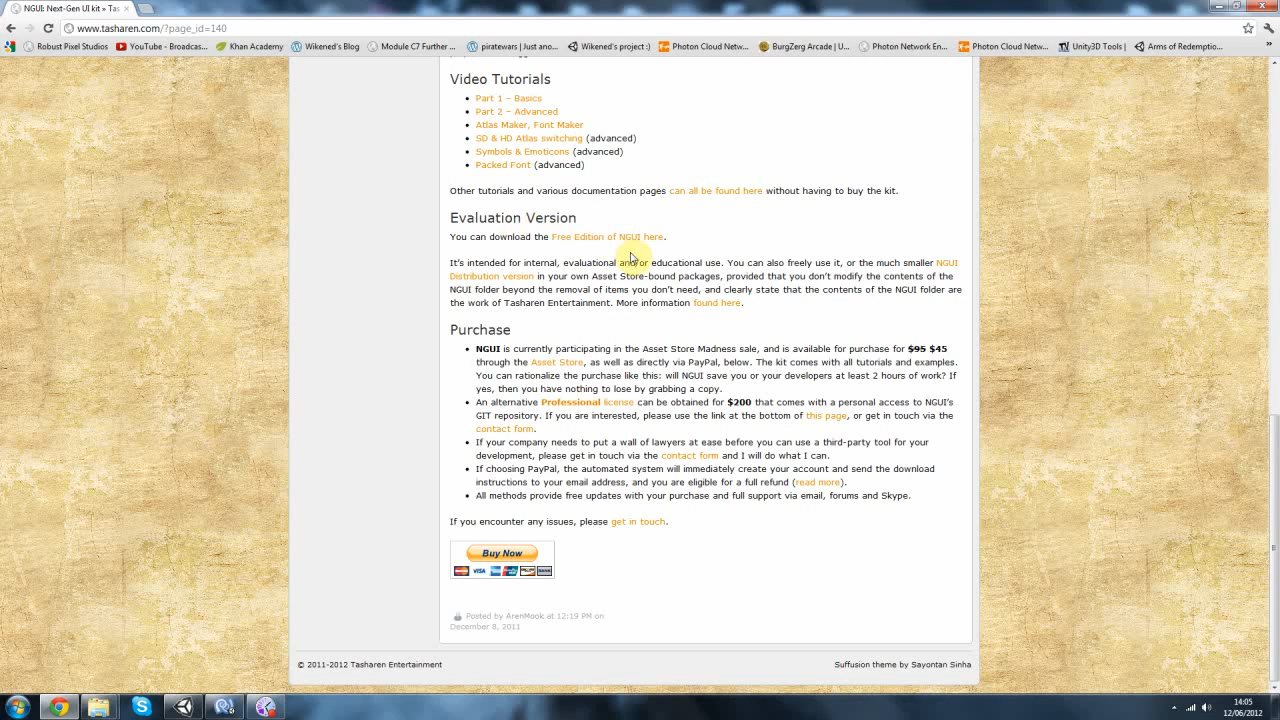 NGUI: Next-Gen UI kit » Tas
www.tasharen.com/?page_id=140
Robust Pixel Studios
YouTube - Broadcas...
Khan Academy
Wikened's Blog
Module C7 Further ...
piratewars | Just ano...
Wikened's project :)
Photon Cloud Netw...
BurgZerg Arcade | U...
Photon Network En...
Photon Cloud Netw...
Unity3D Tools |
Arms of Redemptio...
Video Tutorials
• Part 1 – Basics
• Part 2 – Advanced
• Atlas Maker, Font Maker
• SD & HD Atlas switching (advanced)
• Symbols & Emoticons (advanced)
• Packed Font (advanced)
Other tutorials and various documentation pages can all be found here without having to buy the kit.
Evaluation Version
You can download the Free Edition of NGUI here.
It's intended for internal, evaluational and/or educational use. You can also freely use it, or the much smaller NGUI
Distribution version in your own Asset Store-bound packages, provided that you don't modify the contents of the
NGUI folder beyond the removal of items you don't need, and clearly state that the contents of the NGUI folder are
the work of Tasharen Entertainment. More information found here.
Purchase
• NGUI is currently participating in the Asset Store Madness sale, and is available for purchase for $95 $45
through the Asset Store, as well as directly via PayPal, below. The kit comes with all tutorials and examples.
You can rationalize the purchase like this: will NGUI save you or your developers at least 2 hours of work? If
yes, then you have nothing to lose by grabbing a copy.
• An alternative Professional license can be obtained for $200 that comes with a personal access to NGUI's
GIT repository. If you are interested, please use the link at the bottom of this page, or get in touch via the
contact form.
• If your company needs to put a wall of lawyers at ease before you can use a third-party tool for your
development, please get in touch via the contact form and I will do what I can.
• If choosing PayPal, the automated system will immediately create your account and send the download
instructions to your email address, and you are eligible for a full refund (read more).
• All methods provide free updates with your purchase and full support via email, forums and Skype.
If you encounter any issues, please get in touch.
Buy Now
VISA
Posted by ArenMook at 12:19 PM on
December 8, 2011
© 2011-2012 Tasharen Entertainment
Suffusion theme by Sayontan Sinha
14:05
12/06/2012